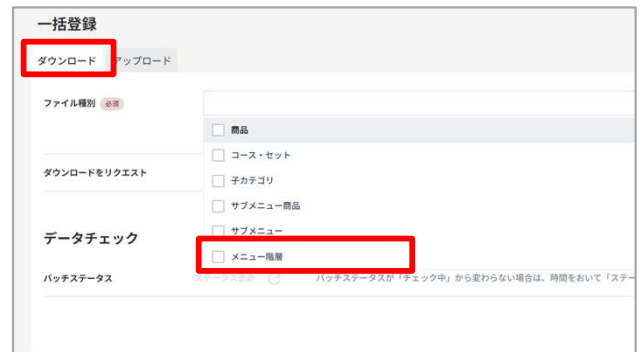 一括登録
ダウンロード アップロード
ファイル種別 必須
商品
コース・セット
ダウンロードをリクエスト
子カテゴリ
サブメニュー商品
サブメニュー
データチェック
メニュー階層
バッチステータス ステータス更新 バッチステータスが「チェック中」から変わらない場合は、時間をおいて「ステー